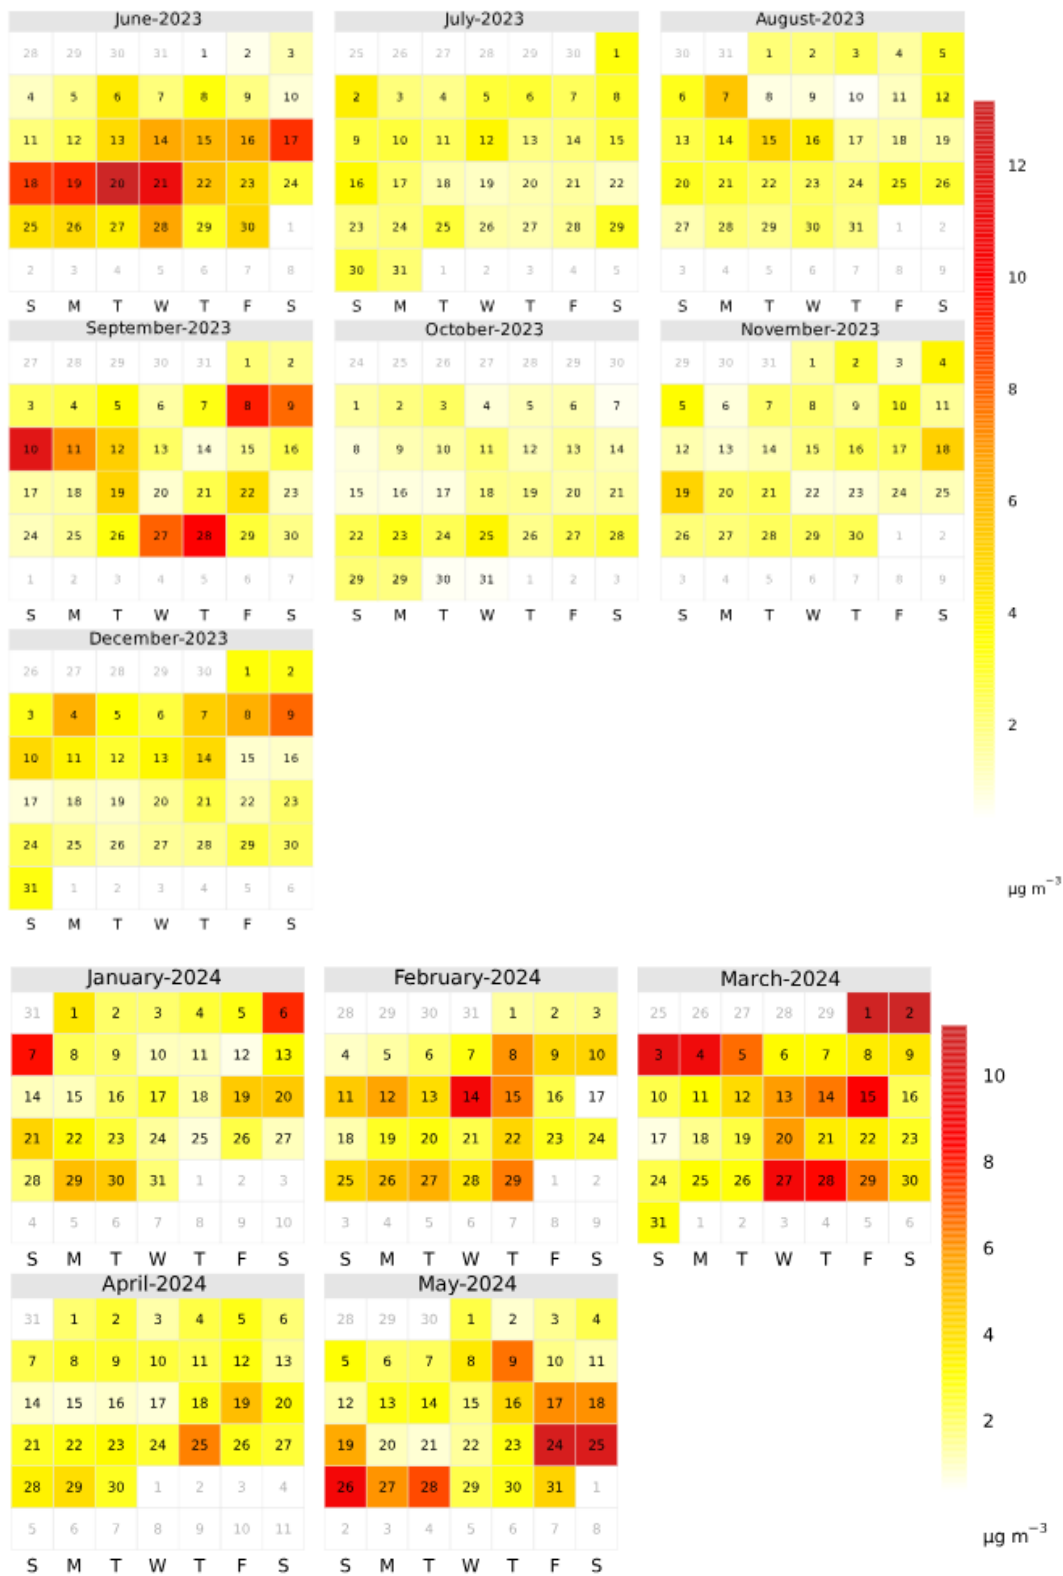 June-2023 July-2023 August-2023
28 29 30 31 1 2 3 25 26 27 28 29 30 1 30 31 1 2 3 4 5
4 5 6 7 8 9 10 2 3 4 5 6 7 8 6 7 8 9 10 11 12
11 12 13 14 15 16 17 9 10 11 12 13 14 15 13 14 15 16 17 18 19
12
18 19 20 21 22 23 24 16 17 18 19 20 21 22 20 21 22 23 24 25 26
25 26 27 28 29 30 1 23 24 25 26 27 28 29 27 28 29 30 31 1 2
2 3 4 5 6 7 8 30 31 1 2 3 4 5 3 4 5 6 7 8 9
10
S M T W T F S S M T W T F S S M T W T F S
September-2023 October-2023 November-2023
27 28 29 30 31 1 2 24 25 26 27 28 29 30 29 30 31 1 2 3 4
8
3 4 5 6 7 8 9 1 2 3 4 5 6 7 5 6 7 8 9 10 11
10 11 12 13 14 15 16 8 9 10 11 12 13 14 12 13 14 15 16 17 18
17 18 19 20 21 22 23 15 16 17 18 19 20 21 19 20 21 22 23 24 25
6
24 25 26 27 28 29 30 22 23 24 25 26 27 28 26 27 28 29 30 1 2
1 2 3 4 5 6 7 29 29 30 31 1 2 3 3 4 5 6 7 8 9
S M T W T F S S M T W T F S S M T W T F S
4
December-2023
26 27 28 29 30 1 2
3 4 5 6 7 8 9
2
10 11 12 13 14 15 16
17 18 19 20 21 22 23
24 25 26 27 28 29 30
31 1 2 3 4 5 6
µg m−3
S M T W T F S
January-2024 February-2024 March-2024
31 1 2 3 4 5 6 28 29 30 31 1 2 3 25 26 27 28 29 1 2
7 8 9 10 11 12 13 4 5 6 7 8 9 10 3 4 5 6 7 8 9
10
14 15 16 17 18 19 20 11 12 13 14 15 16 17 10 11 12 13 14 15 16
21 22 23 24 25 26 27 18 19 20 21 22 23 24 17 18 19 20 21 22 23
8
28 29 30 31 1 2 3 25 26 27 28 29 1 2 24 25 26 27 28 29 30
4 5 6 7 8 9 10 3 4 5 6 7 8 9 31 1 2 3 4 5 6
6
S M T W T F S S M T W T F S S M T W T F S
April-2024 May-2024
31 1 2 3 4 5 6 28 29 30 1 2 3 4
4
7 8 9 10 11 12 13 5 6 7 8 9 10 11
14 15 16 17 18 19 20 12 13 14 15 16 17 18
2
21 22 23 24 25 26 27 19 20 21 22 23 24 25
28 29 30 1 2 3 4 26 27 28 29 30 31 1
5 6 7 8 9 10 11 2 3 4 5 6 7 8
µg m−3
S M T W T F S S M T W T F S